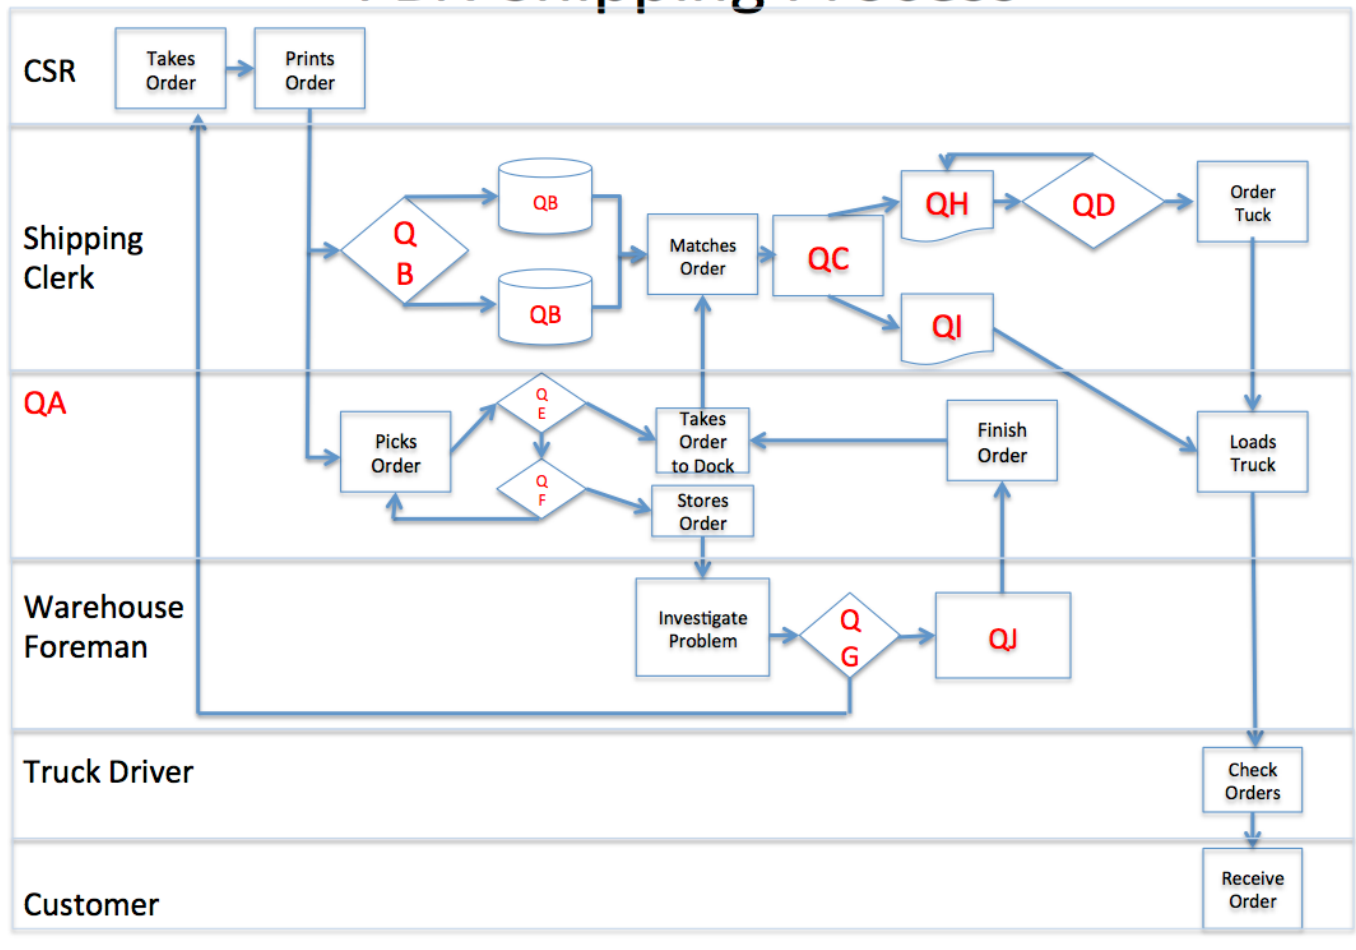 Shipping Process
CSR
Takes
Order
Prints
Order
Shipping
Clerk
Q
B
QB
QB
Matches
Order
QC
QH
QI
QD
Order
Tuck
QA
Picks
Order
Q
E
Q
F
Takes
Order
to Dock
Stores
Order
Finish
Order
Loads
Truck
Warehouse
Foreman
Investigate
Problem
Q
G
QJ
Truck Driver
Check
Orders
Customer
Receive
Order